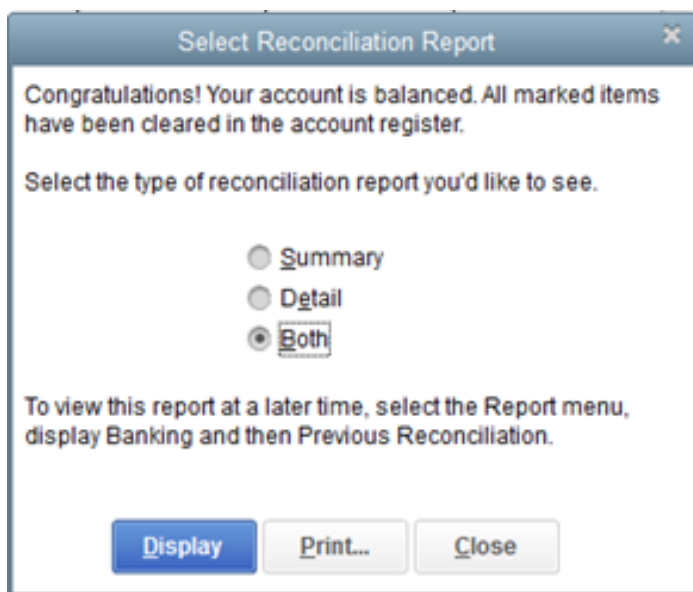 Select Reconciliation Report
Congratulations! Your account is balanced. All marked items
have been cleared in the account register.
Select the type of reconciliation report you'd like to see.
Summary
Detail
Both
To view this report at a later time, select the Report menu,
display Banking and then Previous Reconciliation.
Display Print... Close